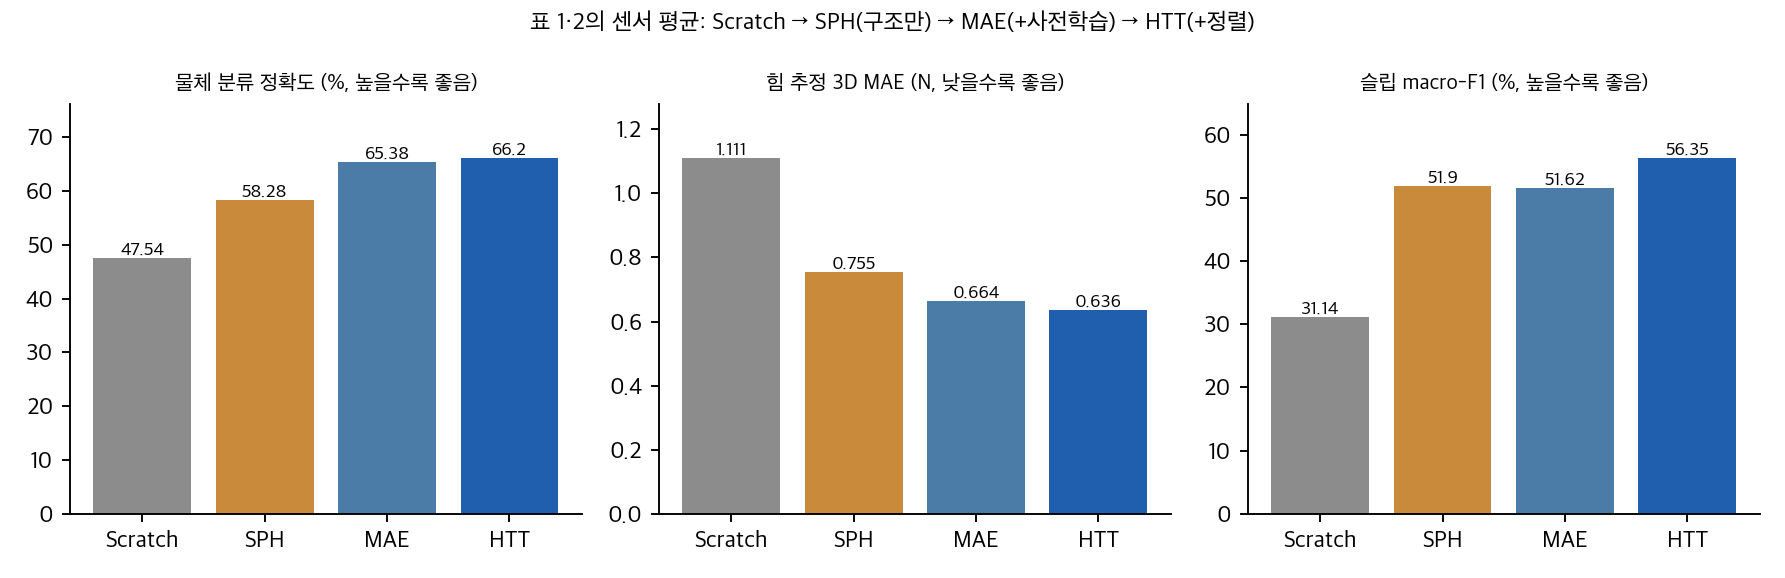 표 1·2의 센서 평균: Scratch → SPH(구조만) → MAE(+사전학습) → HTT(+정렬)
물체 분류 정확도 (%, 높을수록 좋음)
70
60
50
40
30
20
10
0
47.54
58.28
65.38
66.2
Scratch
SPH
MAE
HTT
힘 추정 3D MAE (N, 낮을수록 좋음)
1.2
1.0
0.8
0.6
0.4
0.2
0.0
1.111
0.755
0.664
0.636
Scratch
SPH
MAE
HTT
슬립 macro-F1 (%, 높을수록 좋음)
60
50
40
30
20
10
0
31.14
51.9
51.62
56.35
Scratch
SPH
MAE
HTT